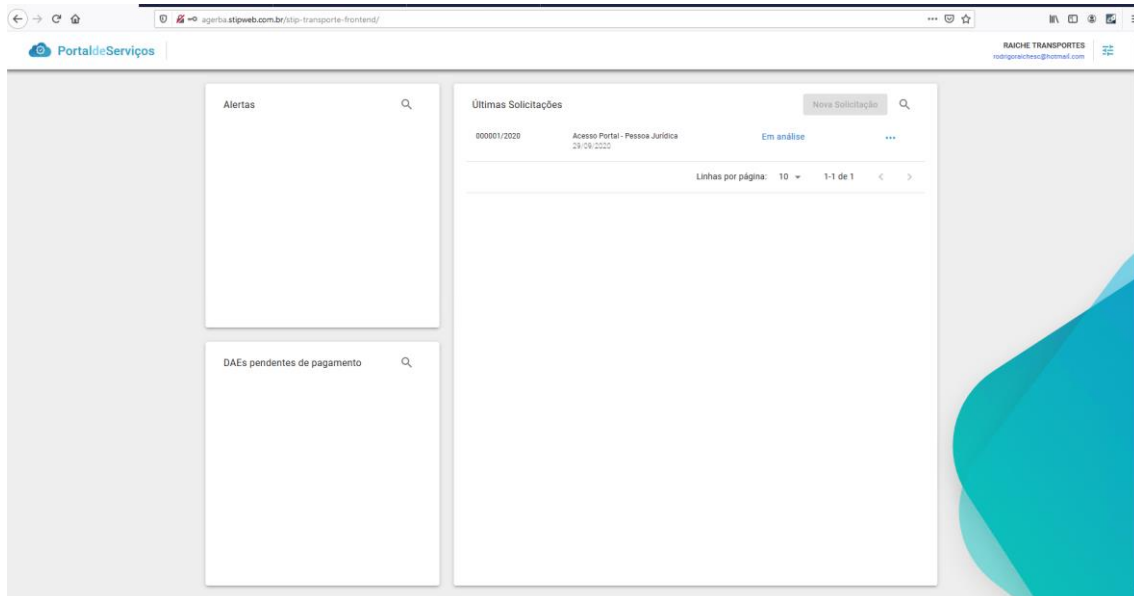 agerba.stipweb.com.br/stip-transporte-frontend/
PortaldeServiços
RAICHE TRANSPORTES
rodrigoraichesc@hotmail.com
Alertas
Últimas Solicitações
Nova Solicitação
000001/2020
Acesso Portal - Pessoa Jurídica
29/09/2020
Em análise
Linhas por página: 10
1-1 de 1
DAEs pendentes de pagamento